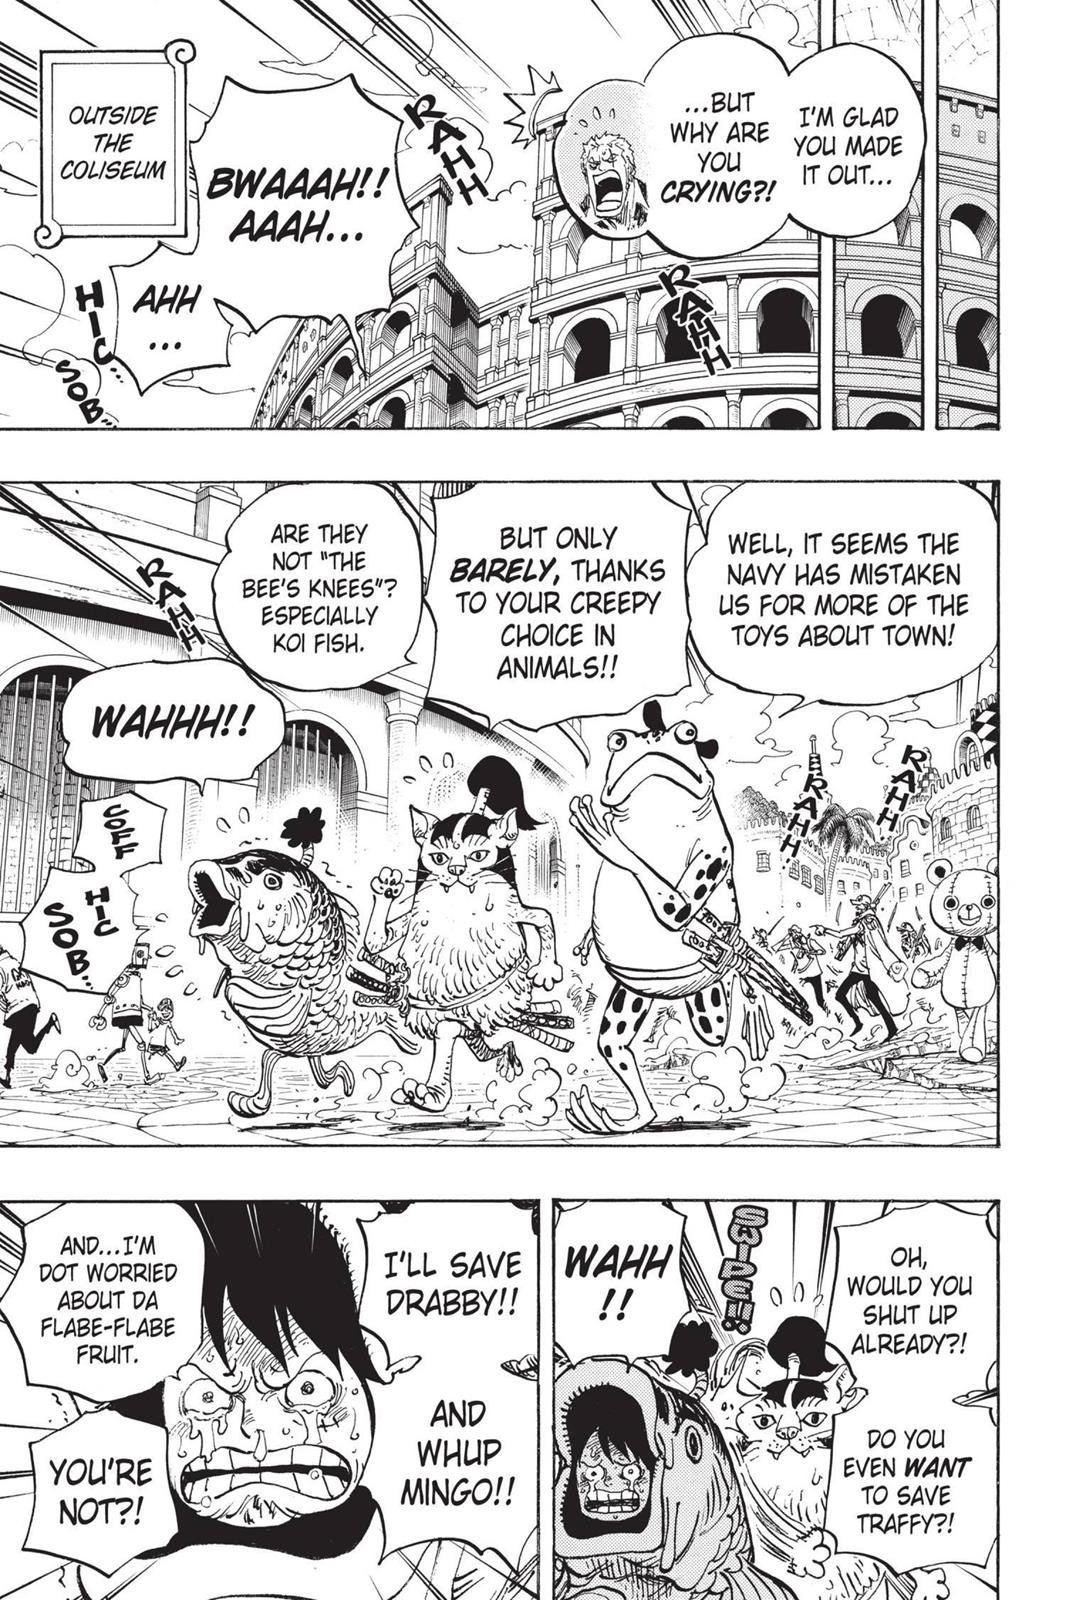 I'M GLAD
YOU MADE
IT OUT...
...BUT
WHY ARE
YOU
CRYING?!
RAHH
RAHH
BWAAAH!!
AAAH...
OUTSIDE
THE
COLISEUM
AHH
...
HIC...
SOB...
WELL, IT SEEMS THE
NAVY HAS MISTAKEN
US FOR MORE OF THE
TOYS ABOUT TOWN!
BUT ONLY
BARELY, THANKS
TO YOUR CREEPY
CHOICE IN
ANIMALS!!
ARE THEY
NOT "THE
BEE'S KNEES"?
ESPECIALLY
KOI FISH.
RAHH
RAHH!
RAHH
WAHHH!!
COFF
HIC
SOB...
OH,
WOULD YOU
SHUT UP
ALREADY?!
DO YOU
EVEN WANT
TO SAVE
TRAFFY?!
WAHH
!!
I'LL SAVE
DRABBY!!
AND
WHUP
MINGO!!
AND...I'M
DOT WORRIED
ABOUT DA
FLABE-FLABE
FRUIT.
YOU'RE
NOT?!